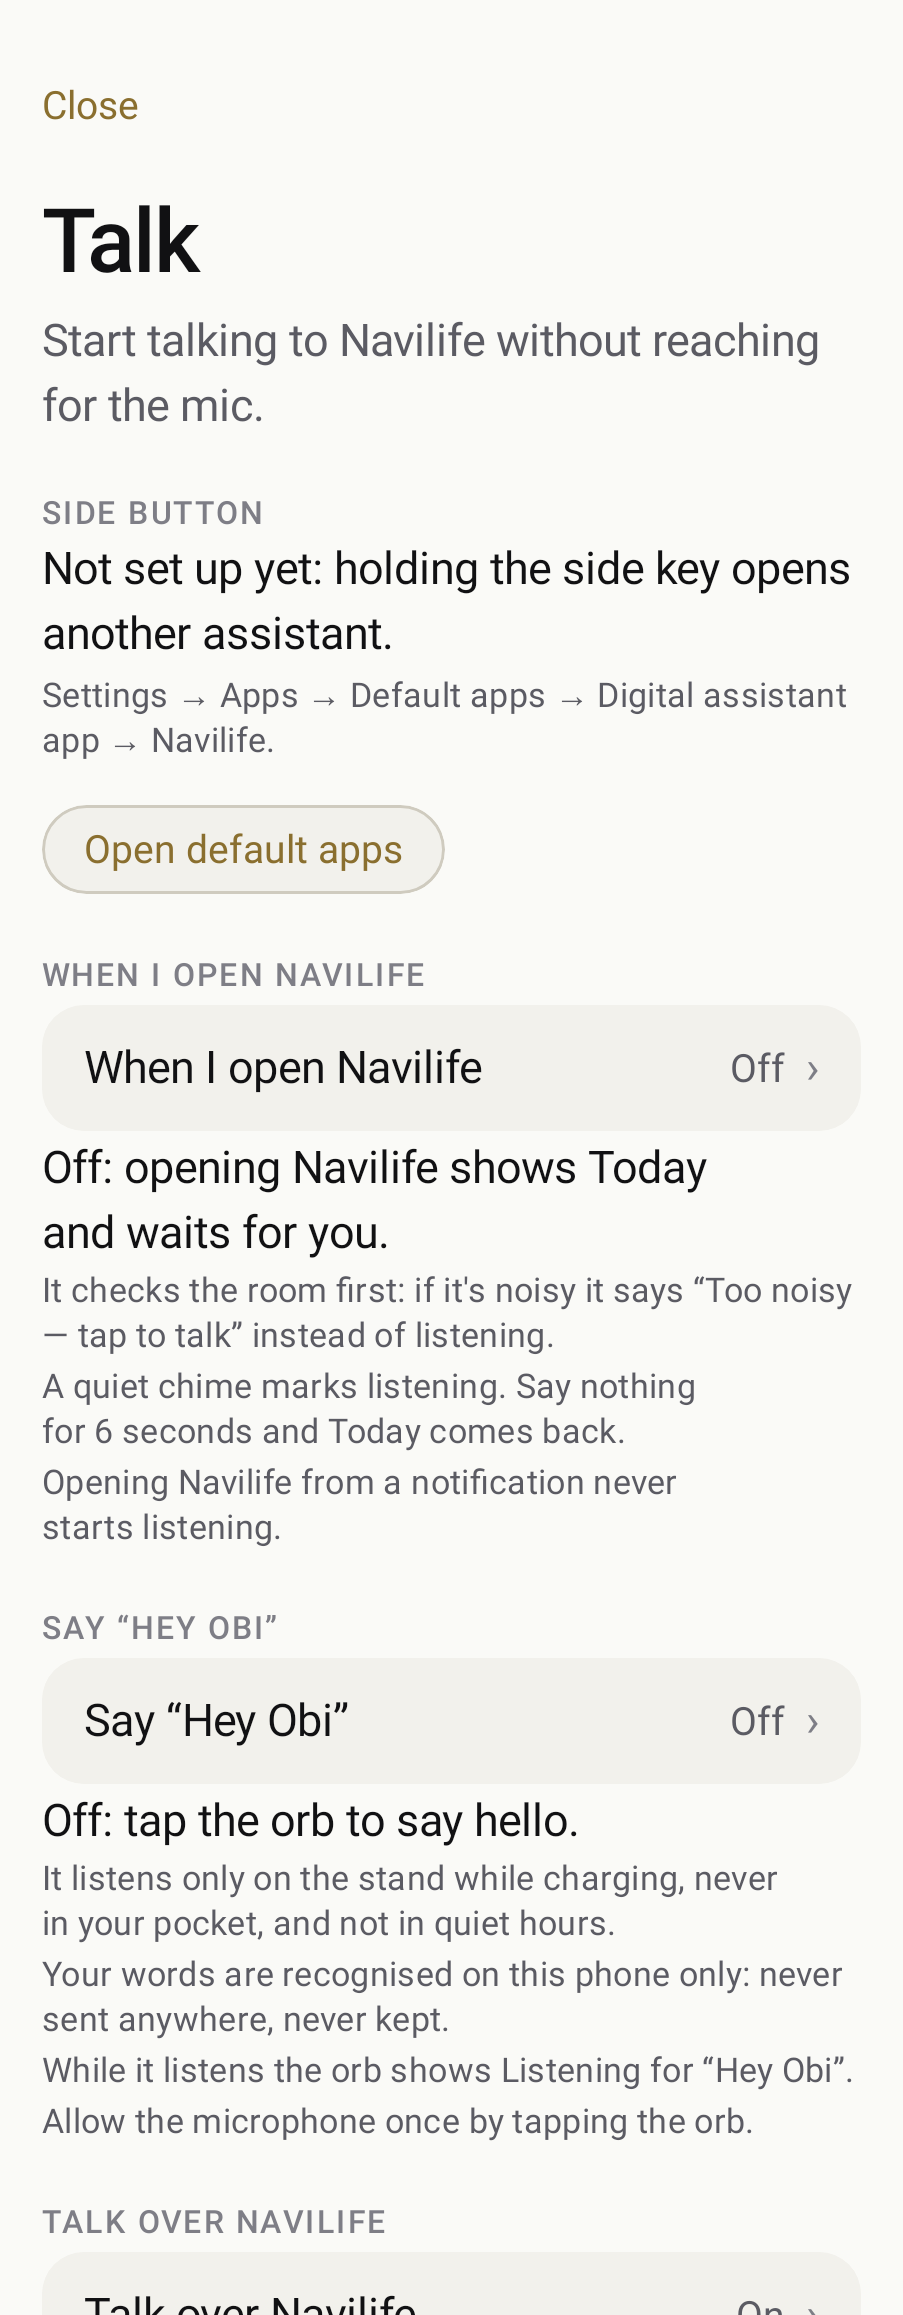 Close
Talk
Start talking to Navilife without reaching
for the mic.
SIDE BUTTON
Not set up yet: holding the side key opens
another assistant.
Settings → Apps → Default apps → Digital assistant
app → Navilife.
Open default apps
WHEN I OPEN NAVILIFE
When I open Navilife Off ›
Off: opening Navilife shows Today
and waits for you.
It checks the room first: if it's noisy it says “Too noisy
— tap to talk” instead of listening.
A quiet chime marks listening. Say nothing
for 6 seconds and Today comes back.
Opening Navilife from a notification never
starts listening.
SAY “HEY OBI”
Say “Hey Obi” Off ›
Off: tap the orb to say hello.
It listens only on the stand while charging, never
in your pocket, and not in quiet hours.
Your words are recognised on this phone only: never
sent anywhere, never kept.
While it listens the orb shows Listening for “Hey Obi”.
Allow the microphone once by tapping the orb.
TALK OVER NAVILIFE
Talk over Navilife On ›